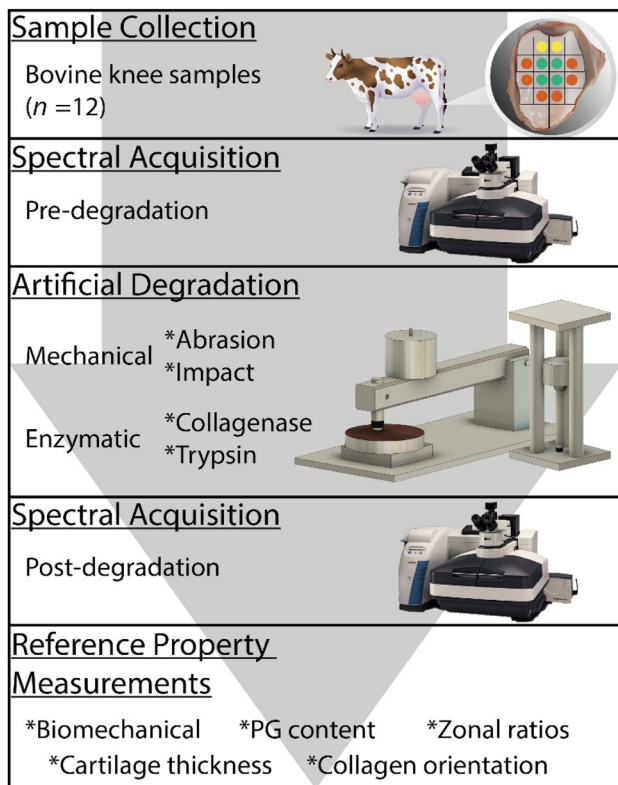 Sample Collection
Bovine knee samples
(n =12)
Spectral Acquisition
Pre-degradation
Artificial Degradation
Mechanical *Abrasion
*Impact
Enzymatic *Collagenase
*Trypsin
Spectral Acquisition
Post-degradation
Reference Property
Measurements
*Biomechanical *PG content *Zonal ratios
*Cartilage thickness *Collagen orientation